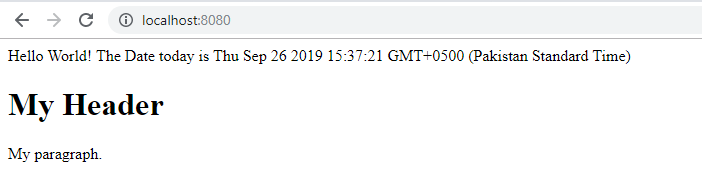 localhost:8080
Hello World! The Date today is Thu Sep 26 2019 15:37:21 GMT+0500 (Pakistan Standard Time)
My Header
My paragraph.